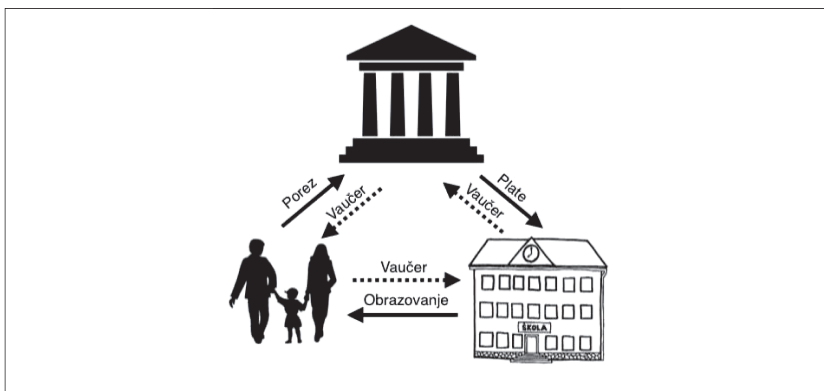 Porez
Vaučer
Vaučer
Plate
Vaučer
Obrazovanje
ŠKOLA